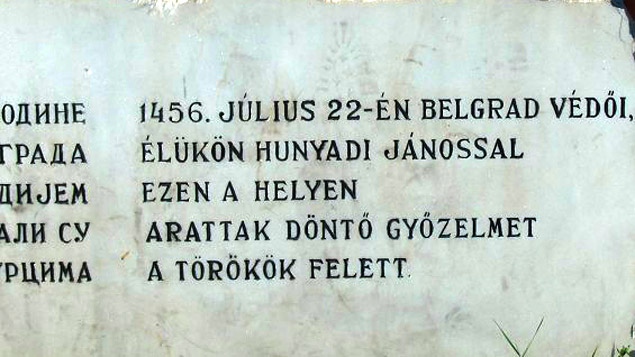 ОДИНЕ 1456. JÚLIUS 22-ÉN BELGRAD VÉDŐI,
ГРАДА ÉLÜKÖN HUNYADI JÁNOSSAL
ДИЈЕМ EZEN A HELYEN
АЛИ СУ ARATTAK DÖNTŐ GYŐZELMET
УРЦИМА A TÖRÖKÖK FELETT.